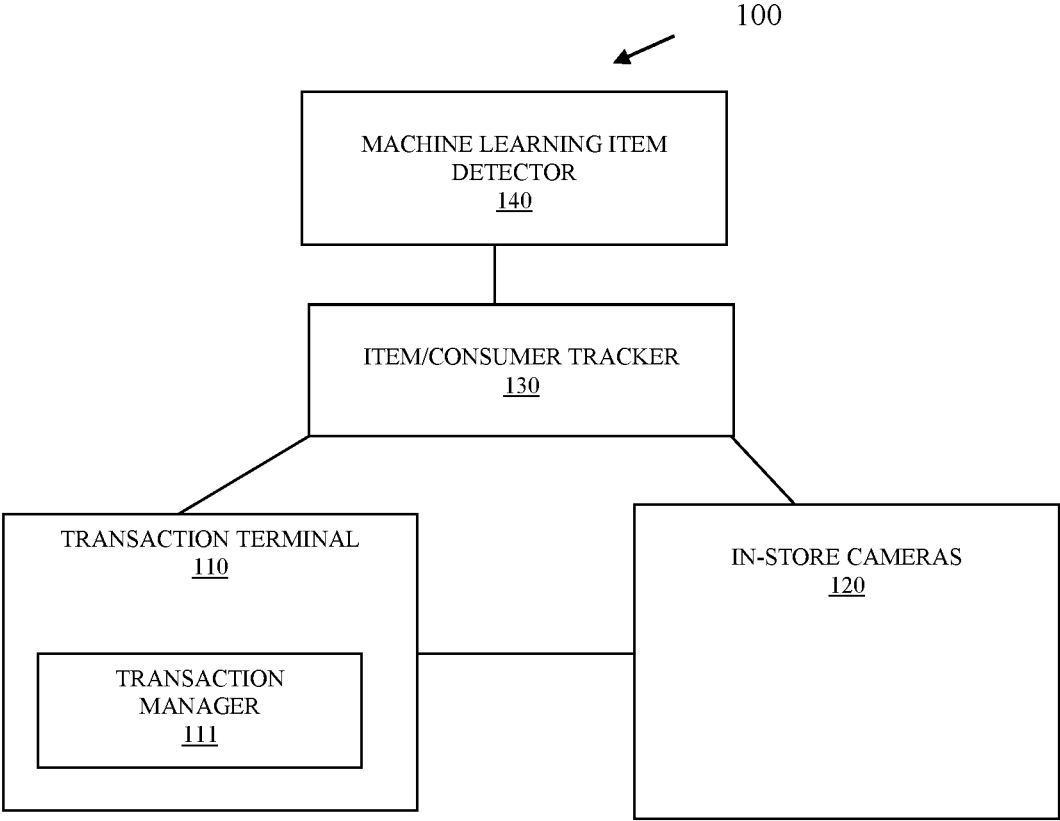 100
MACHINE LEARNING ITEM
DETECTOR
140
ITEM/CONSUMER TRACKER
130
TRANSACTION TERMINAL
110
IN-STORE CAMERAS
120
TRANSACTION
MANAGER
111